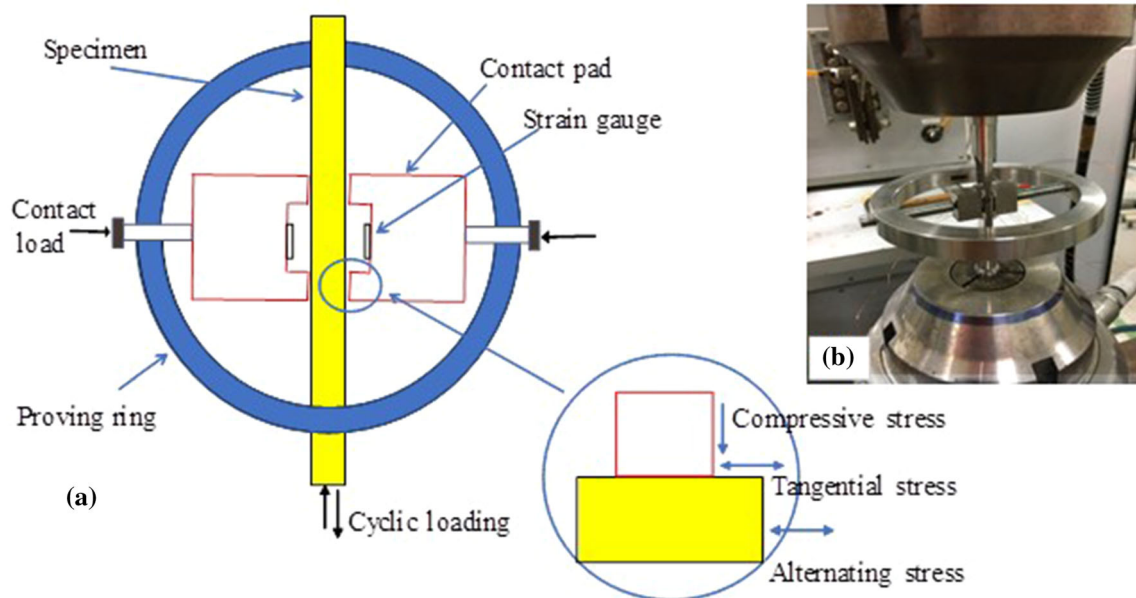 Specimen
Contact pad
Strain gauge
Contact
load
Proving ring
(a)
Cyclic loading
Compressive stress
Tangential stress
Alternating stress
(b)